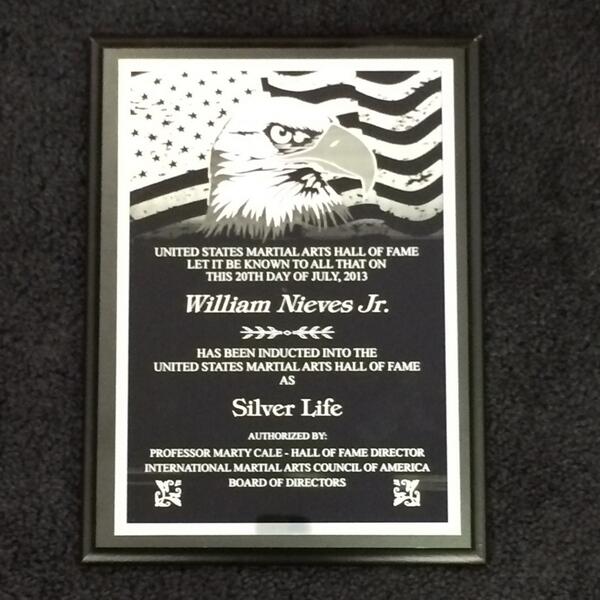 UNITED STATES MARTIAL ARTS HALL OF FAME
LET IT BE KNOWN TO ALL THAT ON
THIS 20TH DAY OF JULY, 2013
William Nieves Jr.
HAS BEEN INDUCTED INTO THE
UNITED STATES MARTIAL ARTS HALL OF FAME
AS
Silver Life
AUTHORIZED BY:
PROFESSOR MARTY CALE - HALL OF FAME DIRECTOR
INTERNATIONAL MARTIAL ARTS COUNCIL OF AMERICA
BOARD OF DIRECTORS